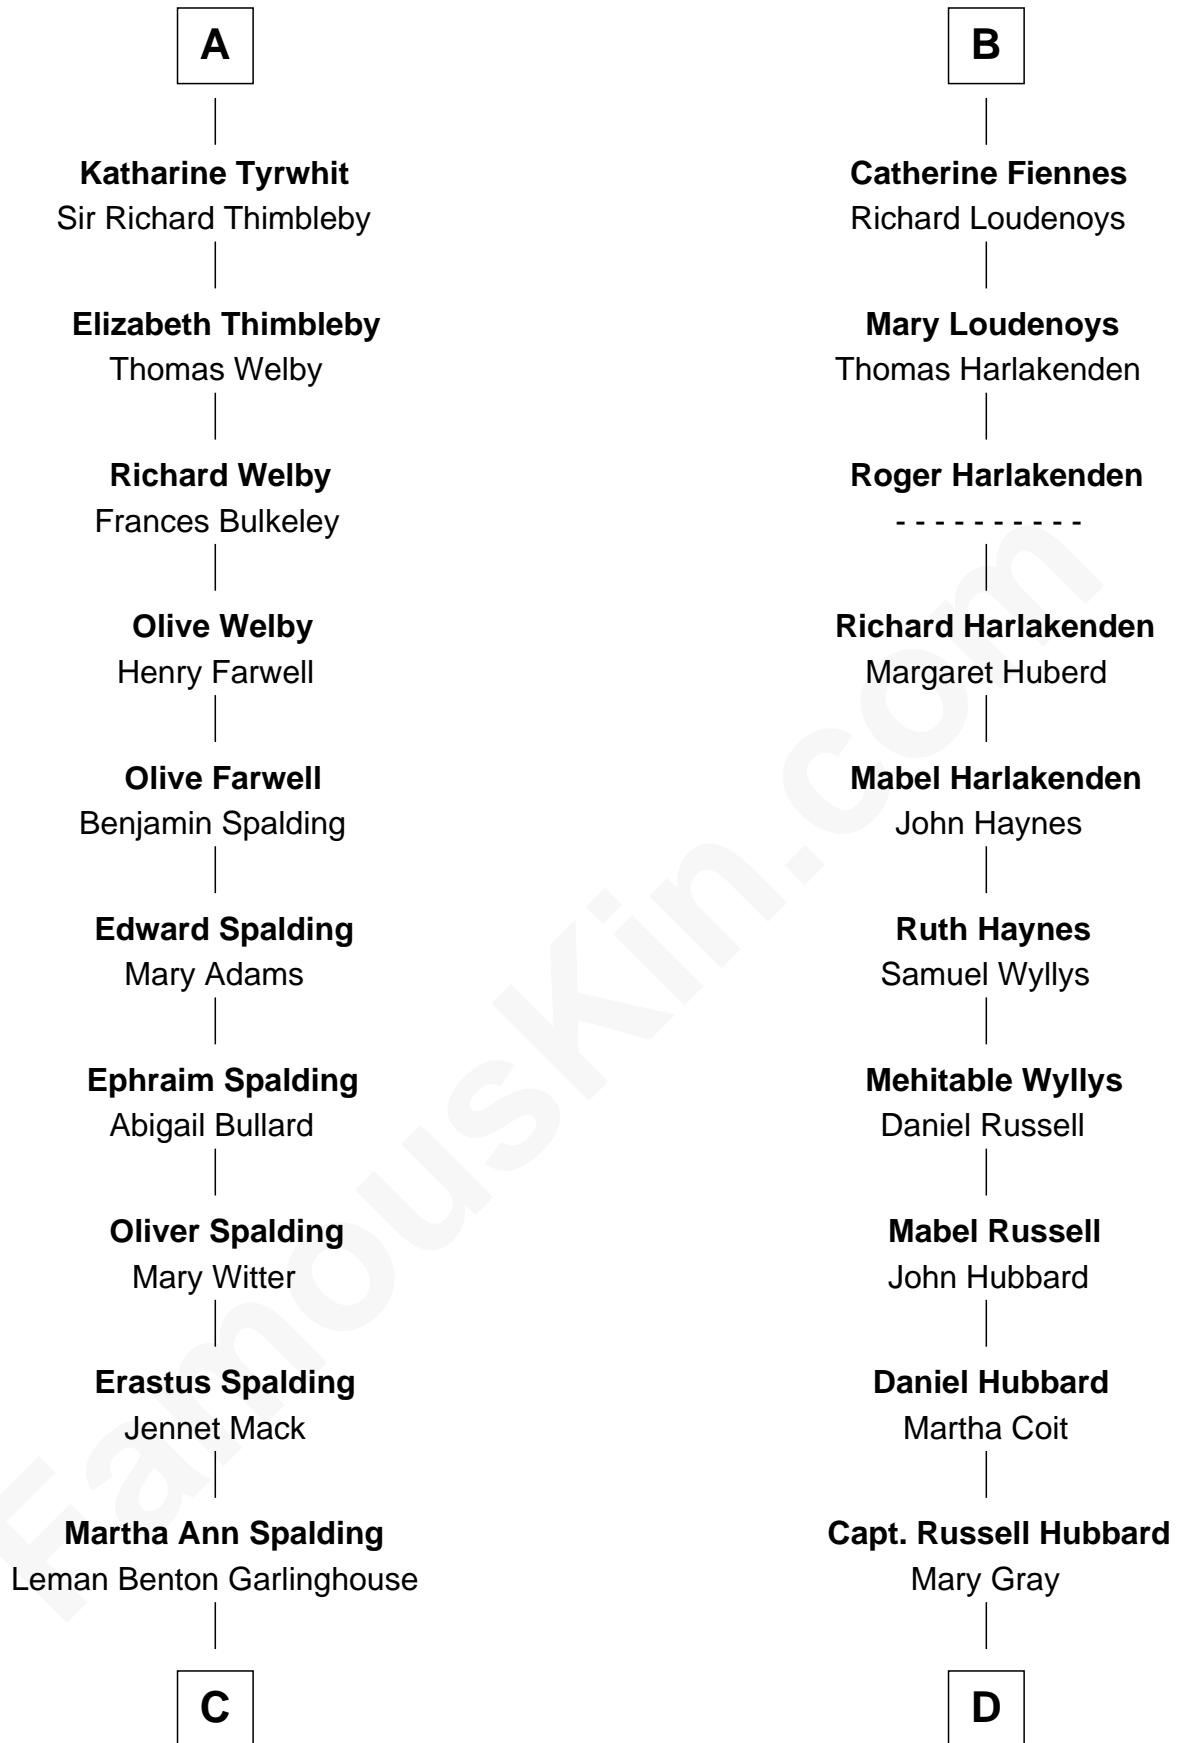 A
Katharine Tyrwhit
Sir Richard Thimbleby
Elizabeth Thimbleby
Thomas Welby
Richard Welby
Frances Bulkeley
Olive Welby
Henry Farwell
Olive Farwell
Benjamin Spalding
Edward Spalding
Mary Adams
Ephraim Spalding
Abigail Bullard
Oliver Spalding
Mary Witter
Erastus Spalding
Jennet Mack
Martha Ann Spalding
Leman Benton Garlinghouse
C
B
Catherine Fiennes
Richard Loudenoys
Mary Loudenoys
Thomas Harlakenden
Roger Harlakenden
- - - - - - - - - -
Richard Harlakenden
Margaret Huberd
Mabel Harlakenden
John Haynes
Ruth Haynes
Samuel Wyllys
Mehitable Wyllys
Daniel Russell
Mabel Russell
John Hubbard
Daniel Hubbard
Martha Coit
Capt. Russell Hubbard
Mary Gray
D
FamousKin.com